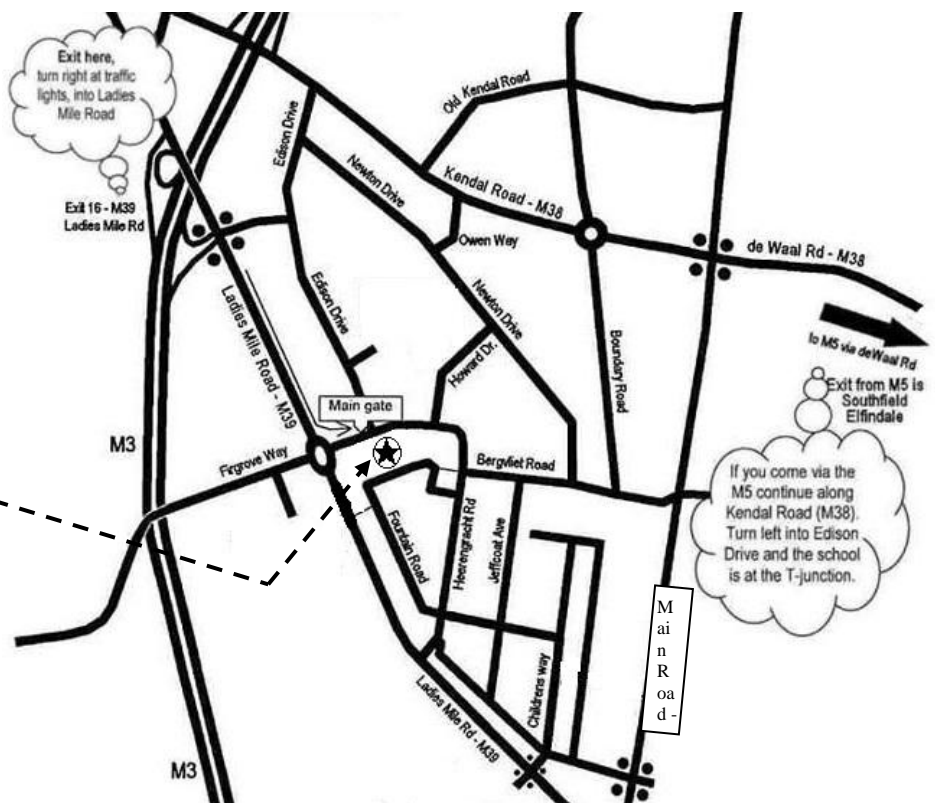 Exit here,
turn right at traffic
lights, into Ladies
Mile Road
Exit 16 - M39
Ladies Mile Rd
Old Kendal Road
Edison Drive
Newton Drive
Kendal Road - M38
Owen Way
de Waal Rd - M38
Ladies Mile Road - M39
Edison Drive
Newton Drive
Howard Dr.
Boundary Road
to M5 via deWaal Rd
Exit from M5 is
Southfield
Elfindale
Main gate
M3
Firgrove Way
Bergvliet Road
If you come via the
M5 continue along
Kendal Road (M38).
Turn left into Edison
Drive and the school
is at the T-junction.
Fountain Road
Heerengracht Rd
Jeffcoat Ave
M
ai
n
R
oa
d -
Childrens way
Ladies Mile Rd - M39
M3